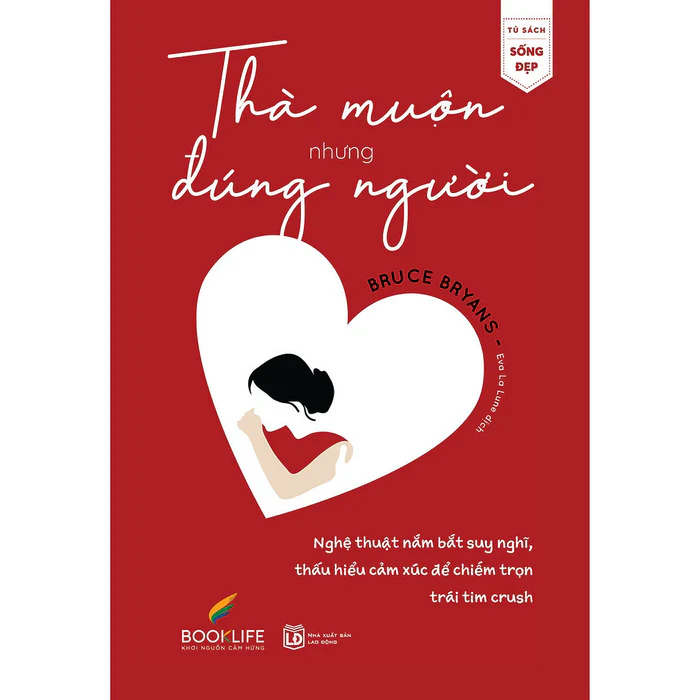 TỦ SÁCH
SỐNG
ĐẸP
Thà muộn
nhưng
đúng người
BRUCE BRYANS - Eva La Lune dịch
Nghệ thuật nắm bắt suy nghĩ,
thấu hiểu cảm xúc để chiếm trọn
trái tim crush
BOOKLIFE
KHƠI NGUỒN CẢM HỨNG
LĐ
NHÀ XUẤT BẢN
LAO ĐỘNG